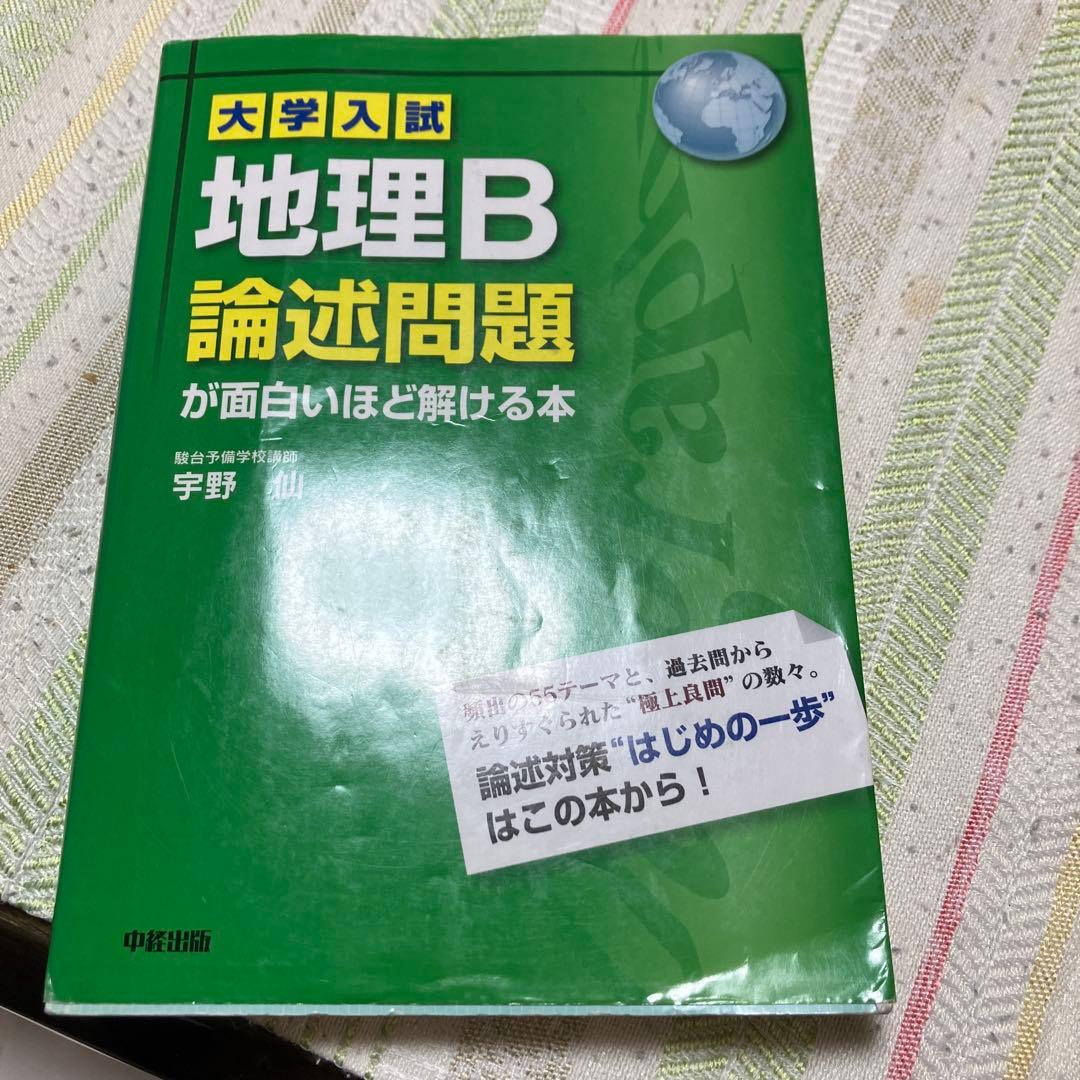 大学入試
地理B
論述問題
が面白いほど解ける本
駿台予備学校講師
宇野 仙
頻出の55テーマと、過去問から
えりすぐられた“極上良問”の数々。
論述対策“はじめの一歩”
はこの本から！
中経出版